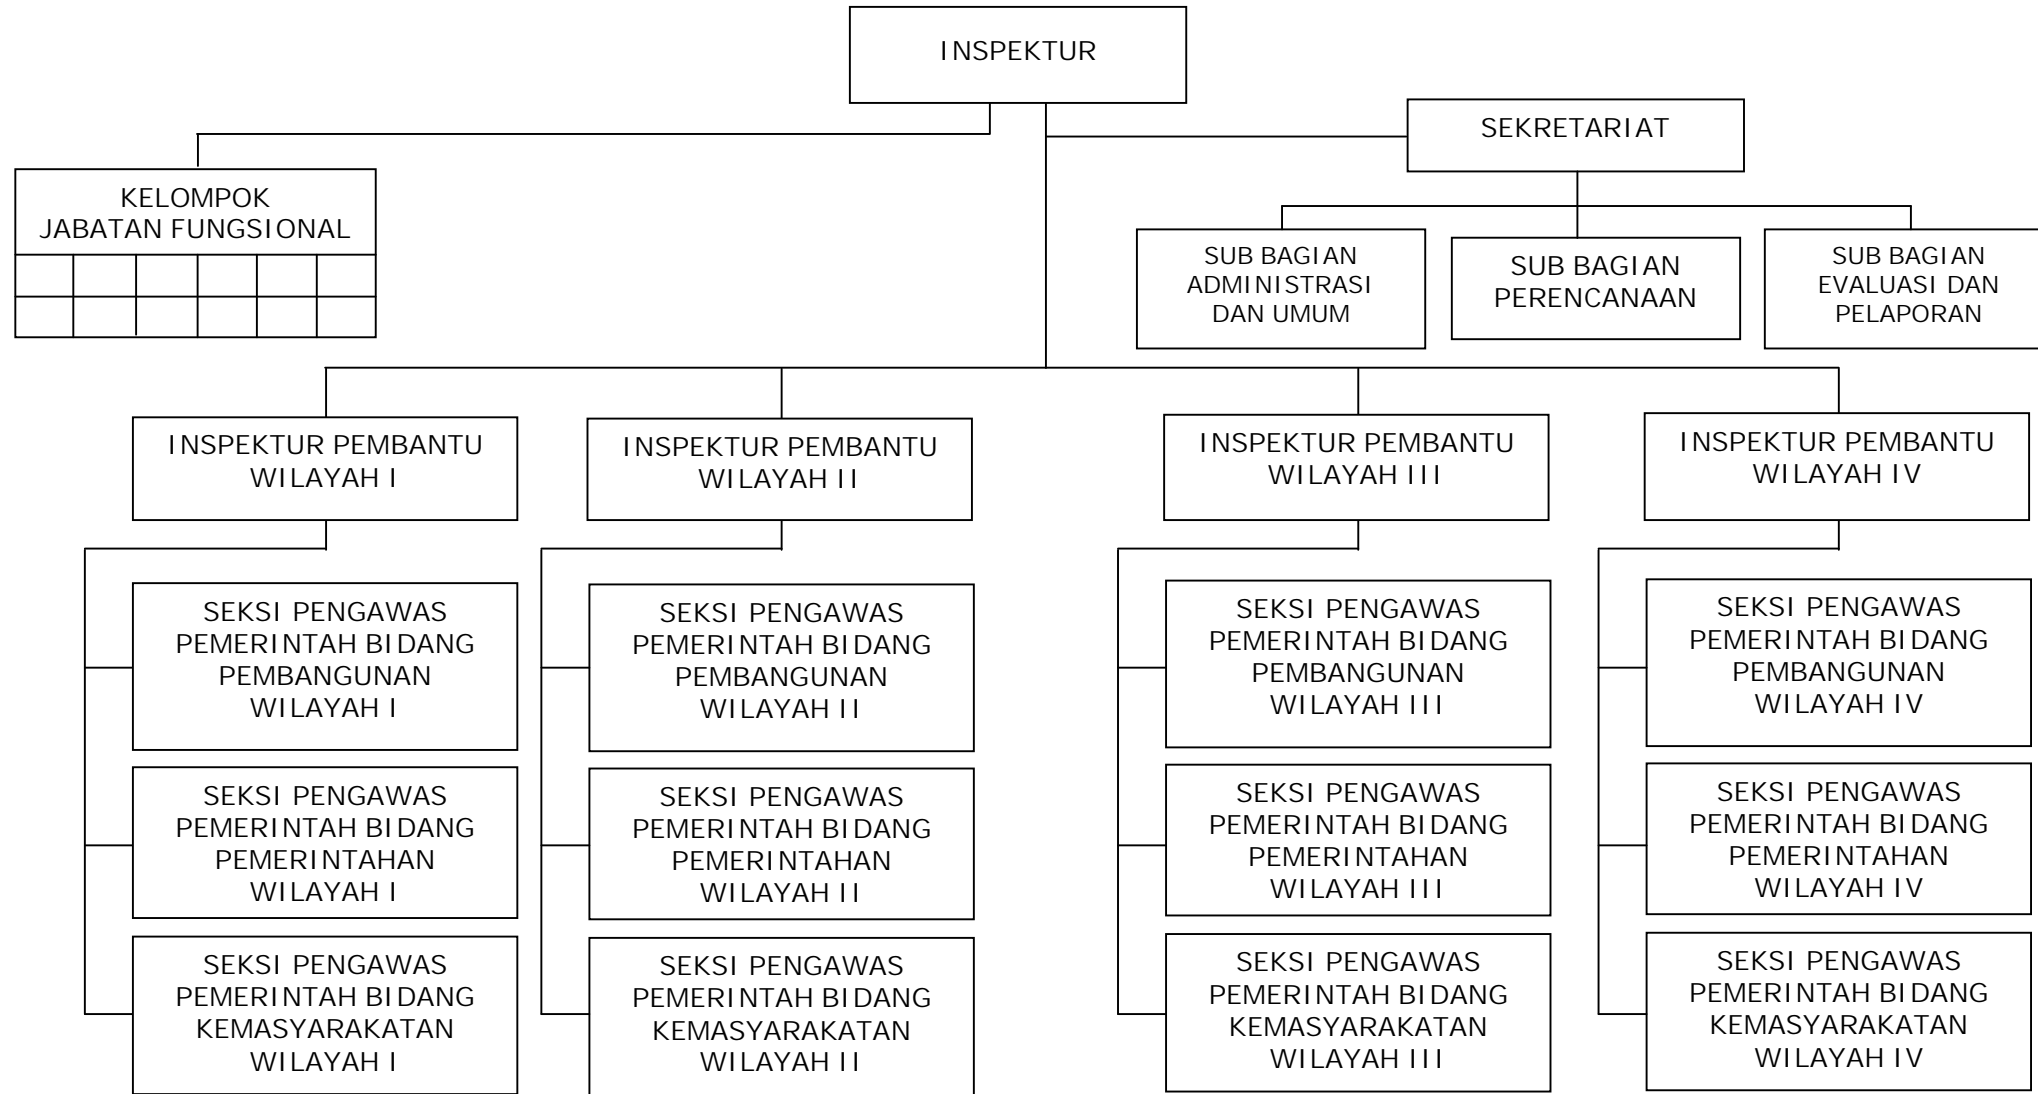 INSPEKTUR
SEKRETARIAT
KELOMPOK
JABATAN FUNGSIONAL
SUB BAGIAN
ADMINISTRASI
DAN UMUM
SUB BAGIAN
PERENCANAAN
SUB BAGIAN
EVALUASI DAN
PELAPORAN
INSPEKTUR PEMBANTU
WILAYAH I
INSPEKTUR PEMBANTU
WILAYAH II
INSPEKTUR PEMBANTU
WILAYAH III
INSPEKTUR PEMBANTU
WILAYAH IV
SEKSI PENGAWAS
PEMERINTAH BIDANG
PEMBANGUNAN
WILAYAH I
SEKSI PENGAWAS
PEMERINTAH BIDANG
PEMBANGUNAN
WILAYAH II
SEKSI PENGAWAS
PEMERINTAH BIDANG
PEMBANGUNAN
WILAYAH III
SEKSI PENGAWAS
PEMERINTAH BIDANG
PEMBANGUNAN
WILAYAH IV
SEKSI PENGAWAS
PEMERINTAH BIDANG
PEMERINTAHAN
WILAYAH I
SEKSI PENGAWAS
PEMERINTAH BIDANG
PEMERINTAHAN
WILAYAH II
SEKSI PENGAWAS
PEMERINTAH BIDANG
PEMERINTAHAN
WILAYAH III
SEKSI PENGAWAS
PEMERINTAH BIDANG
PEMERINTAHAN
WILAYAH IV
SEKSI PENGAWAS
PEMERINTAH BIDANG
KEMASYARAKATAN
WILAYAH I
SEKSI PENGAWAS
PEMERINTAH BIDANG
KEMASYARAKATAN
WILAYAH II
SEKSI PENGAWAS
PEMERINTAH BIDANG
KEMASYARAKATAN
WILAYAH III
SEKSI PENGAWAS
PEMERINTAH BIDANG
KEMASYARAKATAN
WILAYAH IV